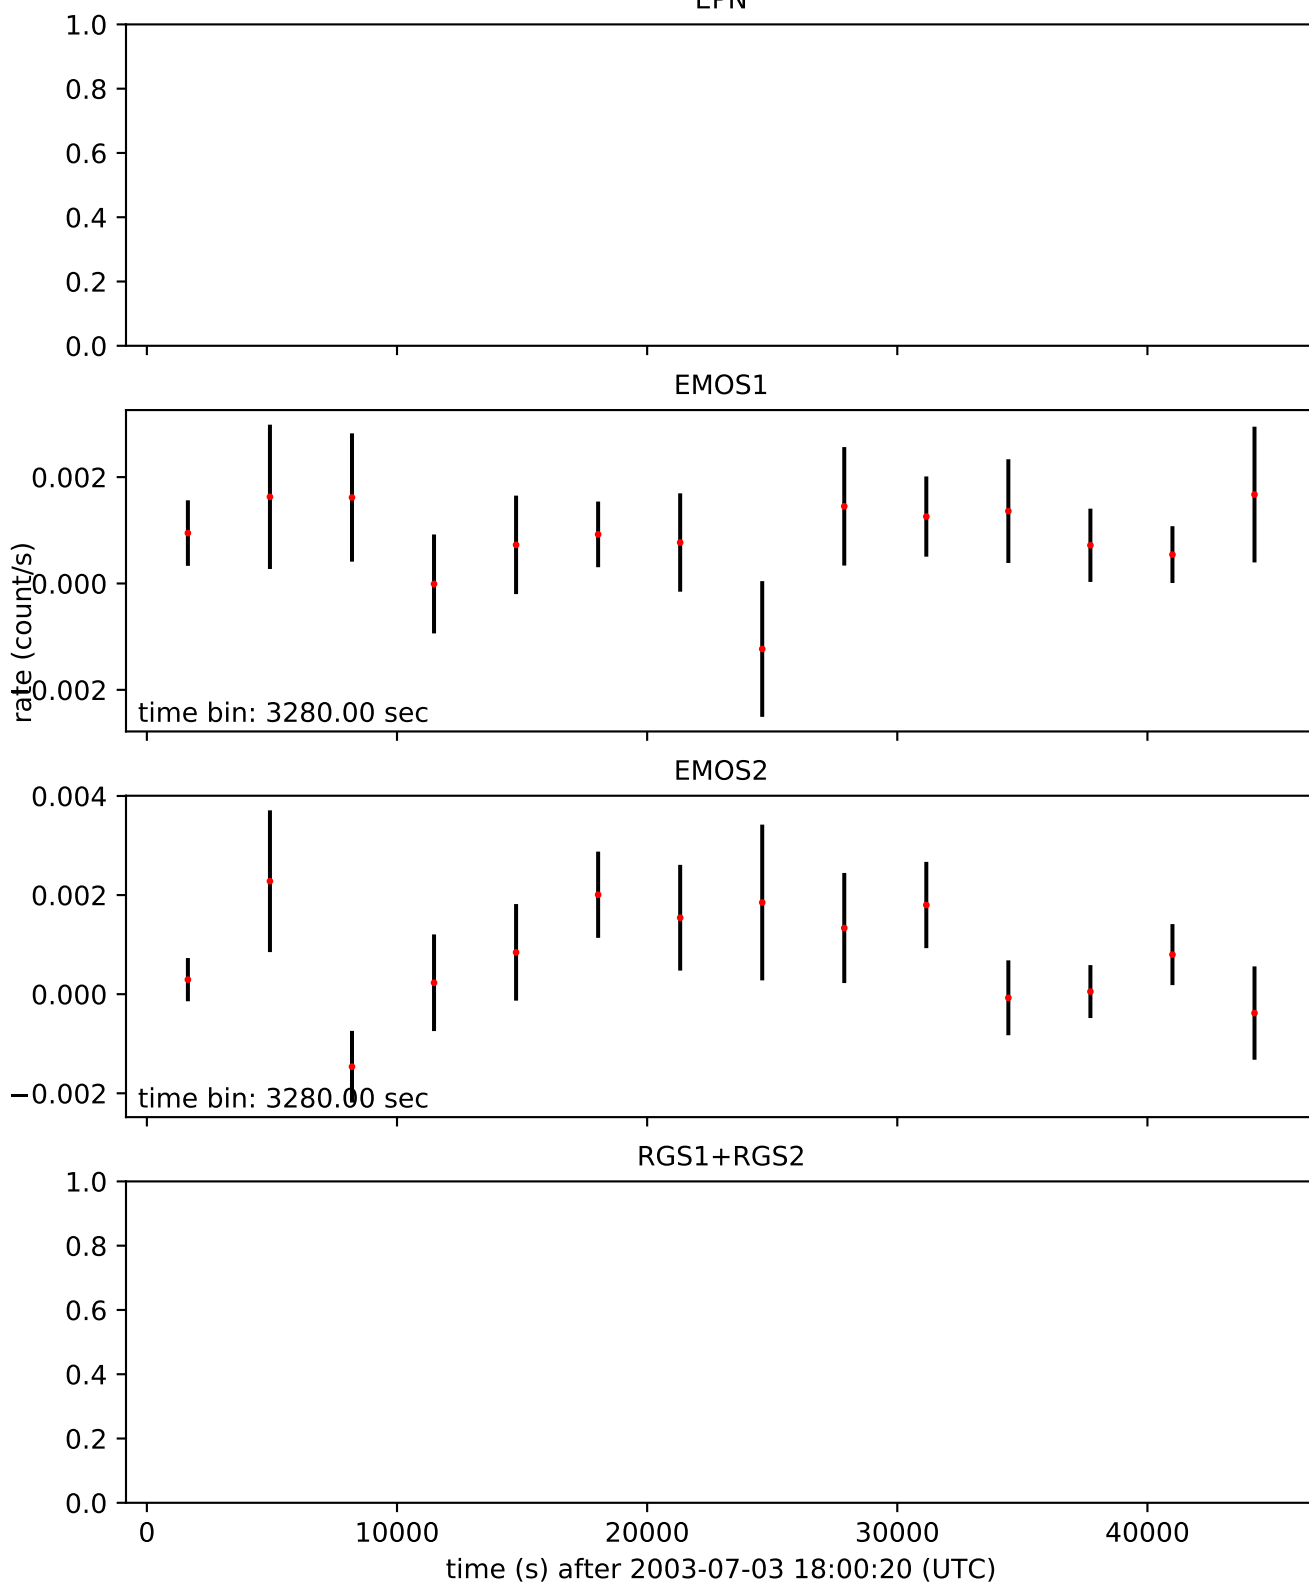 EPN
1.0
0.8
0.6
0.4
0.2
0.0
EMOS1
0.002
0.000
0.002
rate (count/s)
time bin: 3280.00 sec
EMOS2
0.004
0.002
0.000
−0.002
time bin: 3280.00 sec
RGS1+RGS2
1.0
0.8
0.6
0.4
0.2
0.0
0 10000 20000 30000 40000
time (s) after 2003-07-03 18:00:20 (UTC)